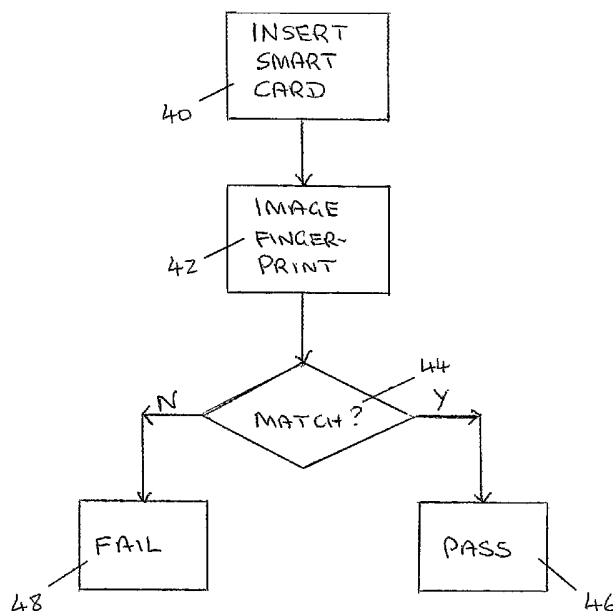 INSERT
SMART
CARD
40
IMAGE
FINGER-
PRINT
42
44
MATCH?
N
Y
FAIL
48
PASS
46